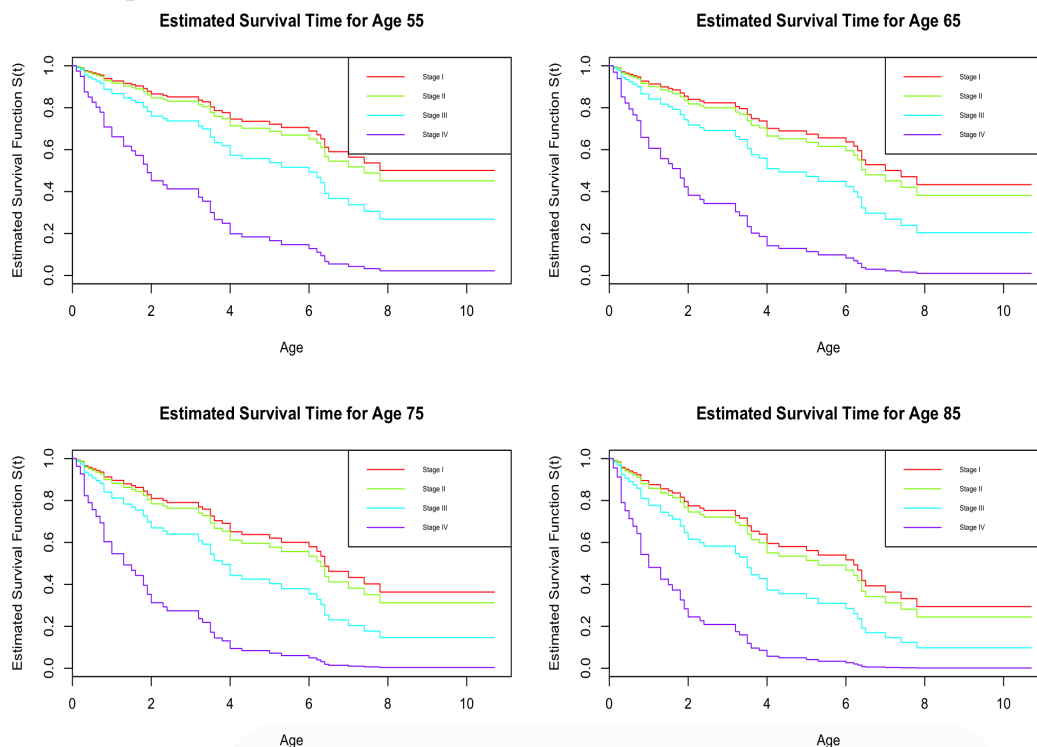 Estimated Survival Time for Age 55
Estimated Survival Function S(t)
1.0
0.8
0.6
0.4
0.2
0.0
Stage I
Stage II
Stage III
Stage IV
0 2 4 6 8 10
Age
Estimated Survival Time for Age 65
Estimated Survival Function S(t)
1.0
0.8
0.6
0.4
0.2
0.0
Stage I
Stage II
Stage III
Stage IV
0 2 4 6 8 10
Age
Estimated Survival Time for Age 75
Estimated Survival Function S(t)
1.0
0.8
0.6
0.4
0.2
0.0
Stage I
Stage II
Stage III
Stage IV
0 2 4 6 8 10
Age
Estimated Survival Time for Age 85
Estimated Survival Function S(t)
1.0
0.8
0.6
0.4
0.2
0.0
Stage I
Stage II
Stage III
Stage IV
0 2 4 6 8 10
Age